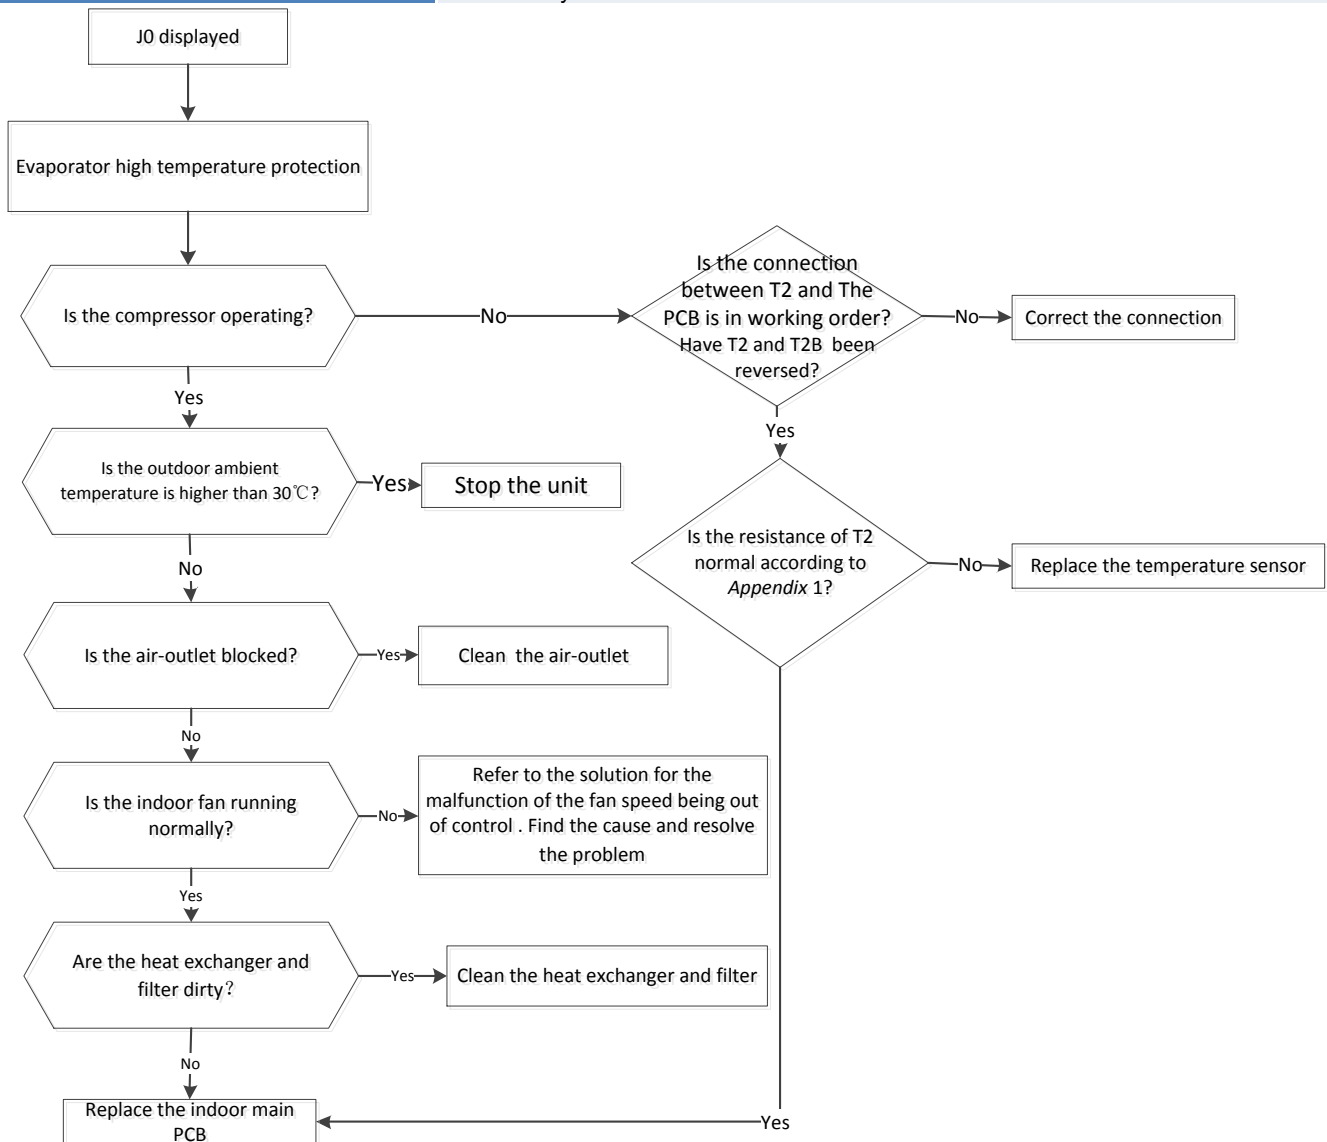 J0 displayed
Evaporator high temperature protection
Is the compressor operating?
No
Is the connection
between T2 and The
PCB is in working order?
Have T2 and T2B been
reversed?
No
Correct the connection
Yes
Yes
Is the outdoor ambient
temperature is higher than 30℃?
Yes
Stop the unit
Is the resistance of T2
normal according to
Appendix 1?
No
Replace the temperature sensor
No
Is the air-outlet blocked?
Yes
Clean the air-outlet
No
Is the indoor fan running
normally?
No
Refer to the solution for the
malfunction of the fan speed being out
of control . Find the cause and resolve
the problem
Yes
Are the heat exchanger and
filter dirty?
Yes
Clean the heat exchanger and filter
No
Replace the indoor main
PCB
Yes